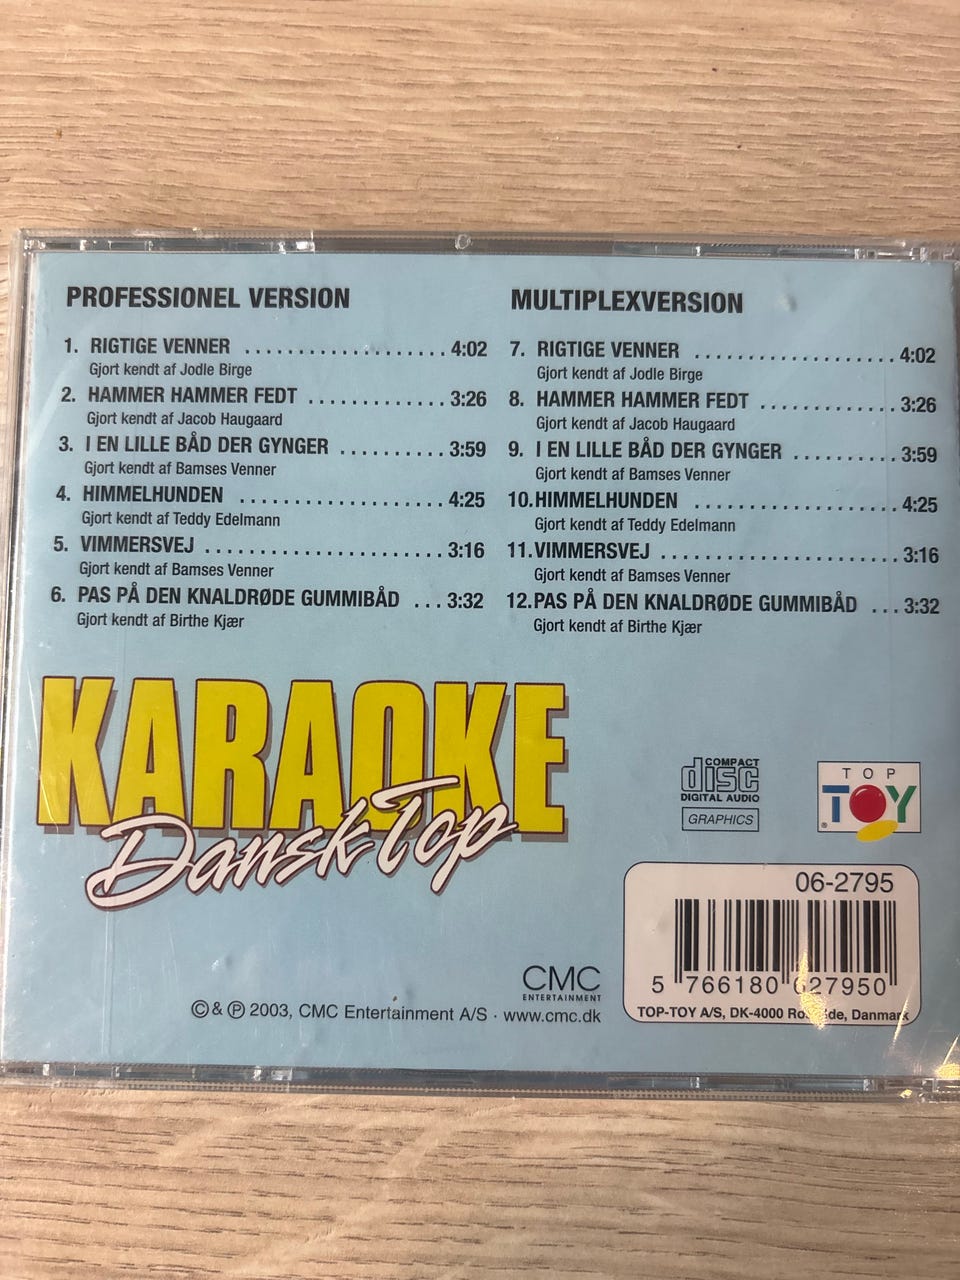 PROFESSIONEL VERSION
1. RIGTIGE VENNER .................... 4:02
Gjort kendt af Jodle Birge
2. HAMMER HAMMER FEDT ............. 3:26
Gjort kendt af Jacob Haugaard
3. I EN LILLE BÅD DER GYNGER .......... 3:59
Gjort kendt af Bamses Venner
4. HIMMELHUNDEN .................... 4:25
Gjort kendt af Teddy Edelmann
5. VIMMERSVEJ ....................... 3:16
Gjort kendt af Bamses Venner
6. PAS PÅ DEN KNALDRØDE GUMMIBÅD ... 3:32
Gjort kendt af Birthe Kjær
MULTIPLEXVERSION
7. RIGTIGE VENNER .................... 4:02
Gjort kendt af Jodle Birge
8. HAMMER HAMMER FEDT ............. 3:26
Gjort kendt af Jacob Haugaard
9. I EN LILLE BÅD DER GYNGER .......... 3:59
Gjort kendt af Bamses Venner
10. HIMMELHUNDEN .................... 4:25
Gjort kendt af Teddy Edelmann
11. VIMMERSVEJ ....................... 3:16
Gjort kendt af Bamses Venner
12. PAS PÅ DEN KNALDRØDE GUMMIBÅD ... 3:32
Gjort kendt af Birthe Kjær
KARAOKE
Dansk Top
COMPACT
disc
DIGITAL AUDIO
GRAPHICS
TOP
TOY
®
06-2795
5 766180 627950
TOP-TOY A/S, DK-4000 Danmark
CMC
ENTERTAINMENT
©& ℗ 2003, CMC Entertainment A/S · www.cmc.dk